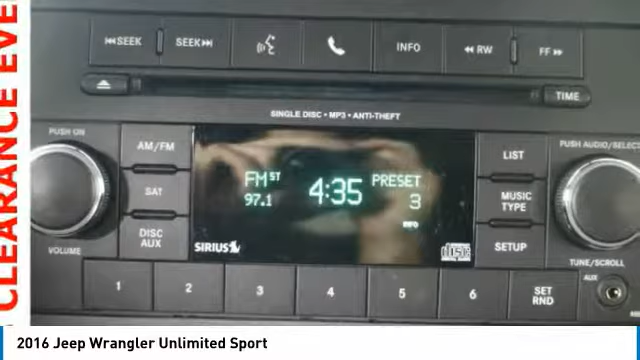 CLEARANCE EVE
SEEK
SEEK
INFO
RW
FF
TIME
SINGLE DISC • MP3 • ANTI-THEFT
PUSH ON
VOLUME
AM/FM
SAT
DISC
AUX
FM ST
97.1
4:35
PRESET
3
INFO
SIRIUS
disc
LIST
MUSIC
TYPE
SETUP
PUSH AUDIO/SELECT
TUNE/SCROLL
AUX
1
2
3
4
5
6
SET
RND
2016 Jeep Wrangler Unlimited Sport